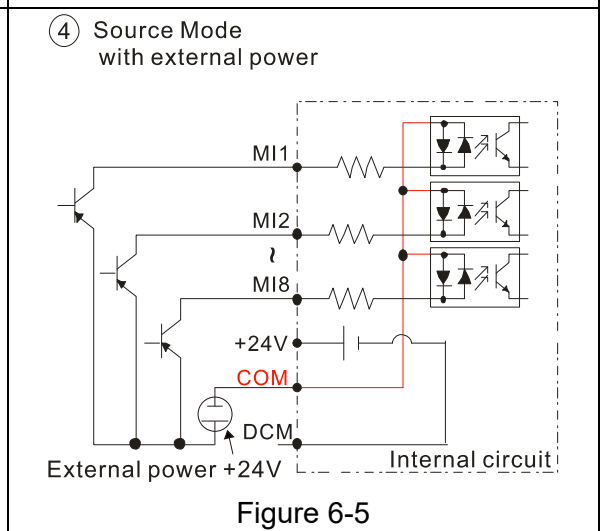 4 Source Mode
with external power
MI1
MI2
~
MI8
+24V
COM
DCM
External power +24V
Internal circuit
Figure 6-5